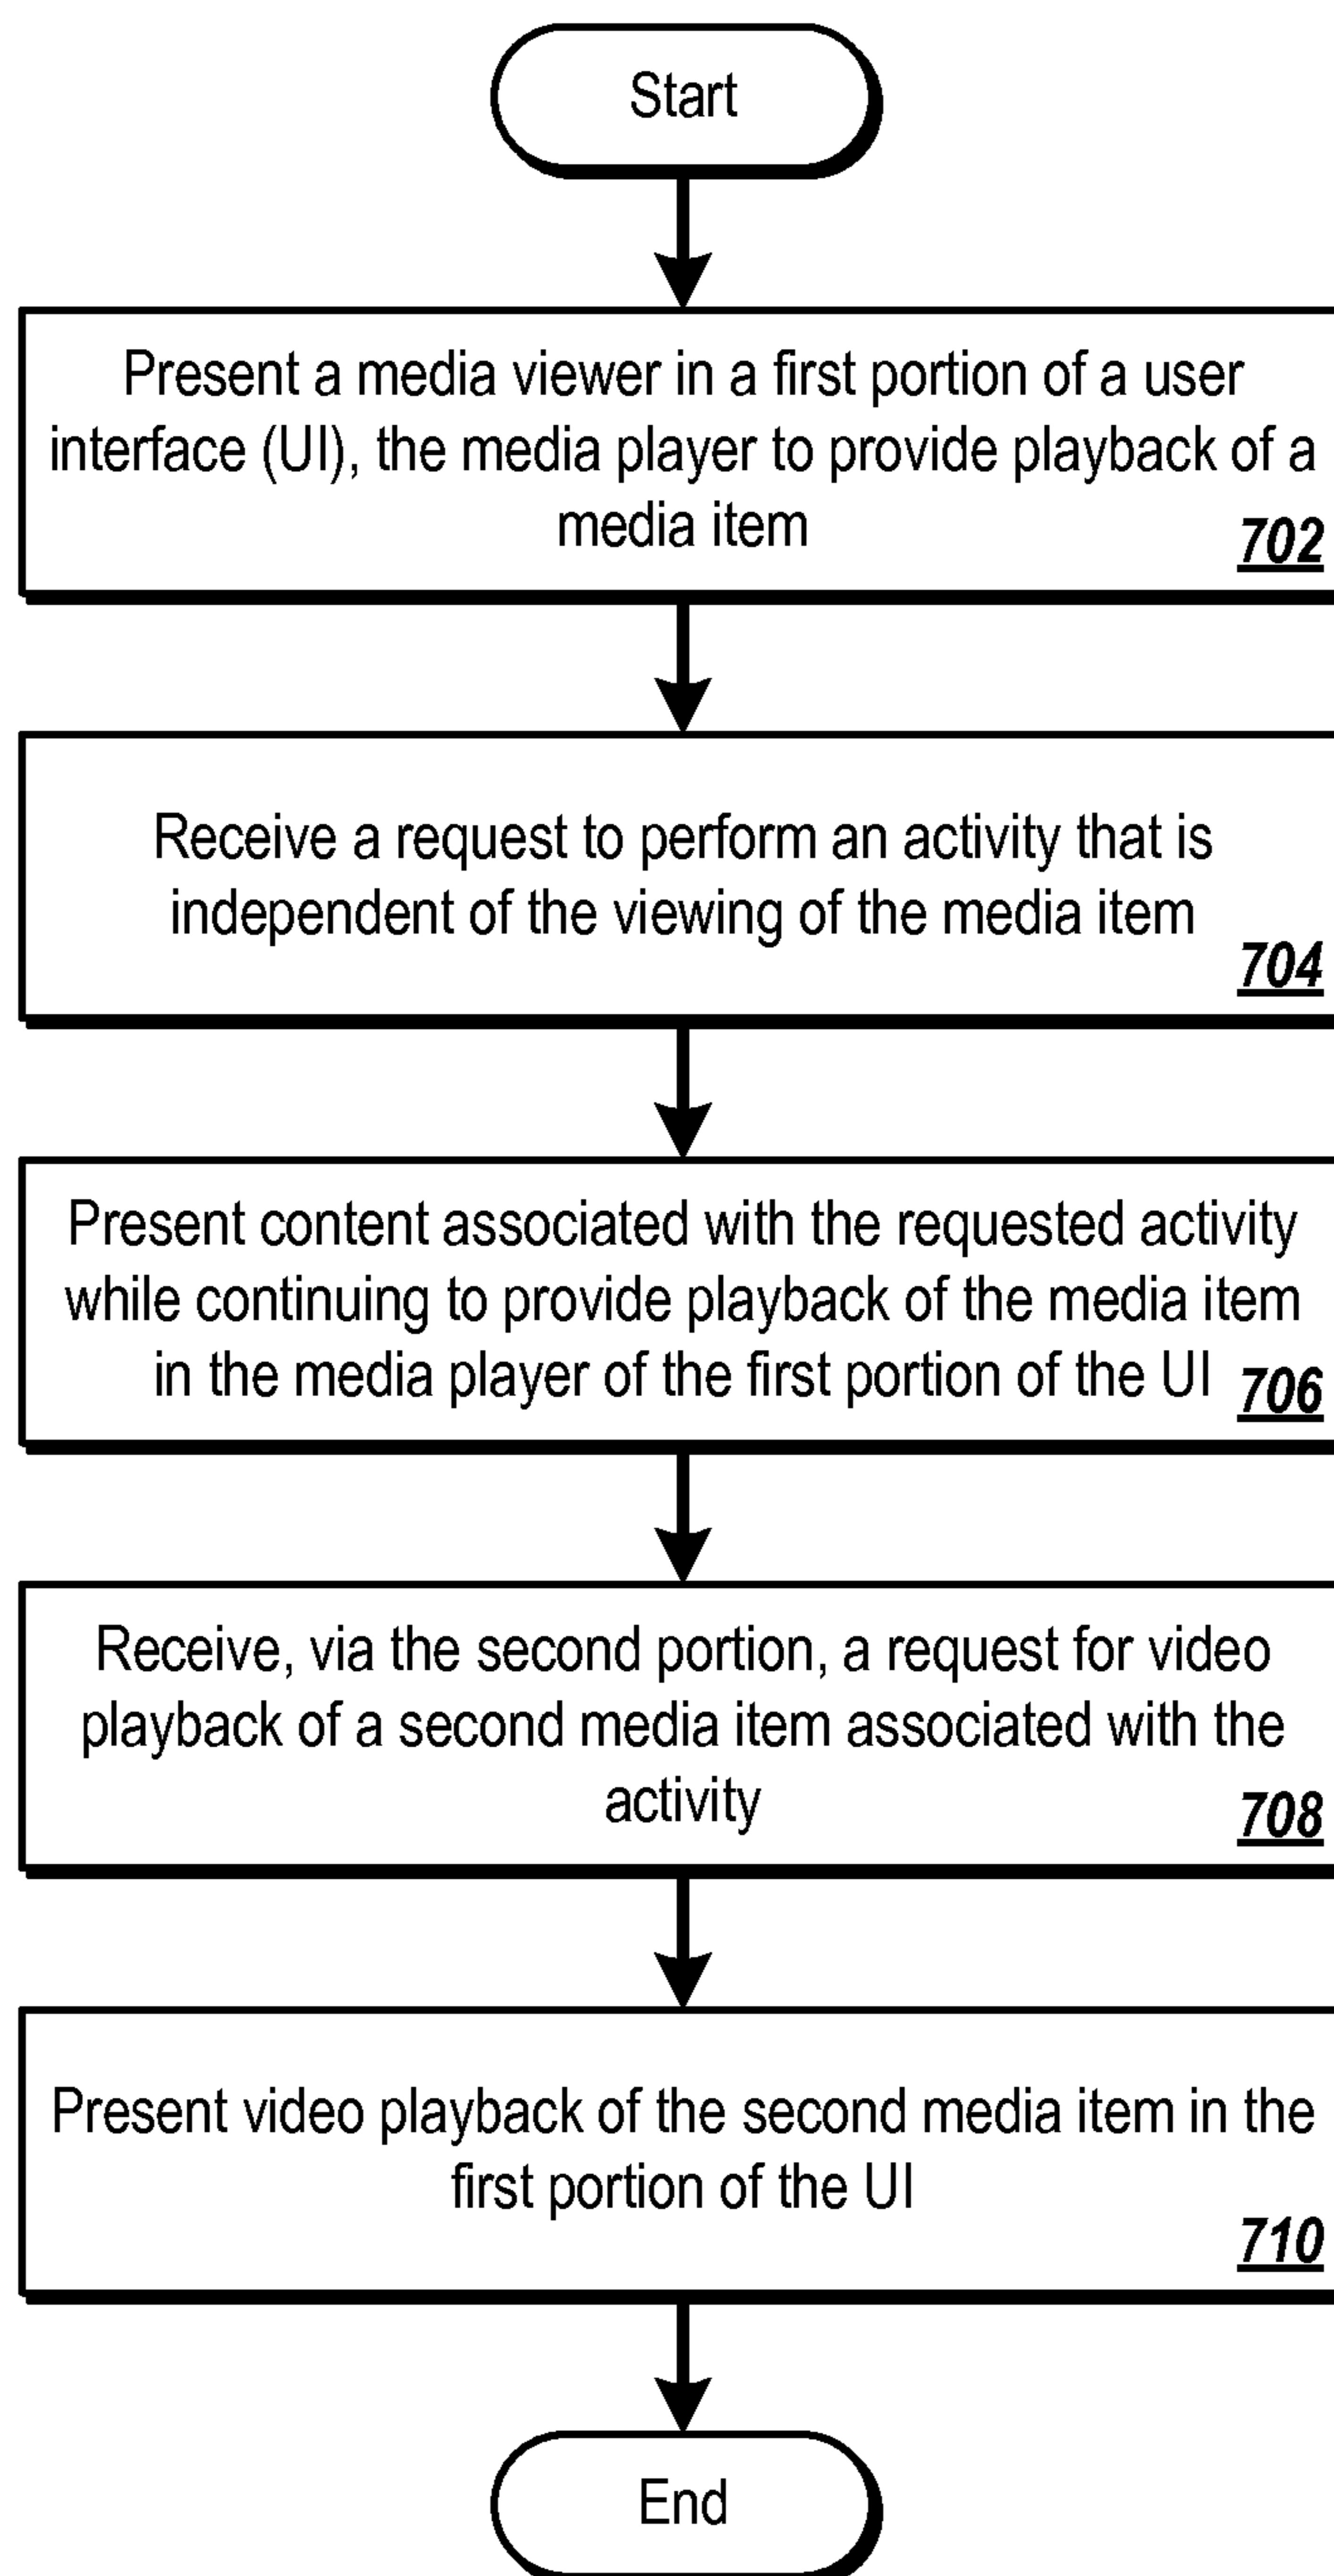 Start
Present a media viewer in a first portion of a user
interface (UI), the media player to provide playback of a
media item
702
Receive a request to perform an activity that is
independent of the viewing of the media item
704
Present content associated with the requested activity
while continuing to provide playback of the media item
in the media player of the first portion of the UI
706
Receive, via the second portion, a request for video
playback of a second media item associated with the
activity
708
Present video playback of the second media item in the
first portion of the UI
710
End